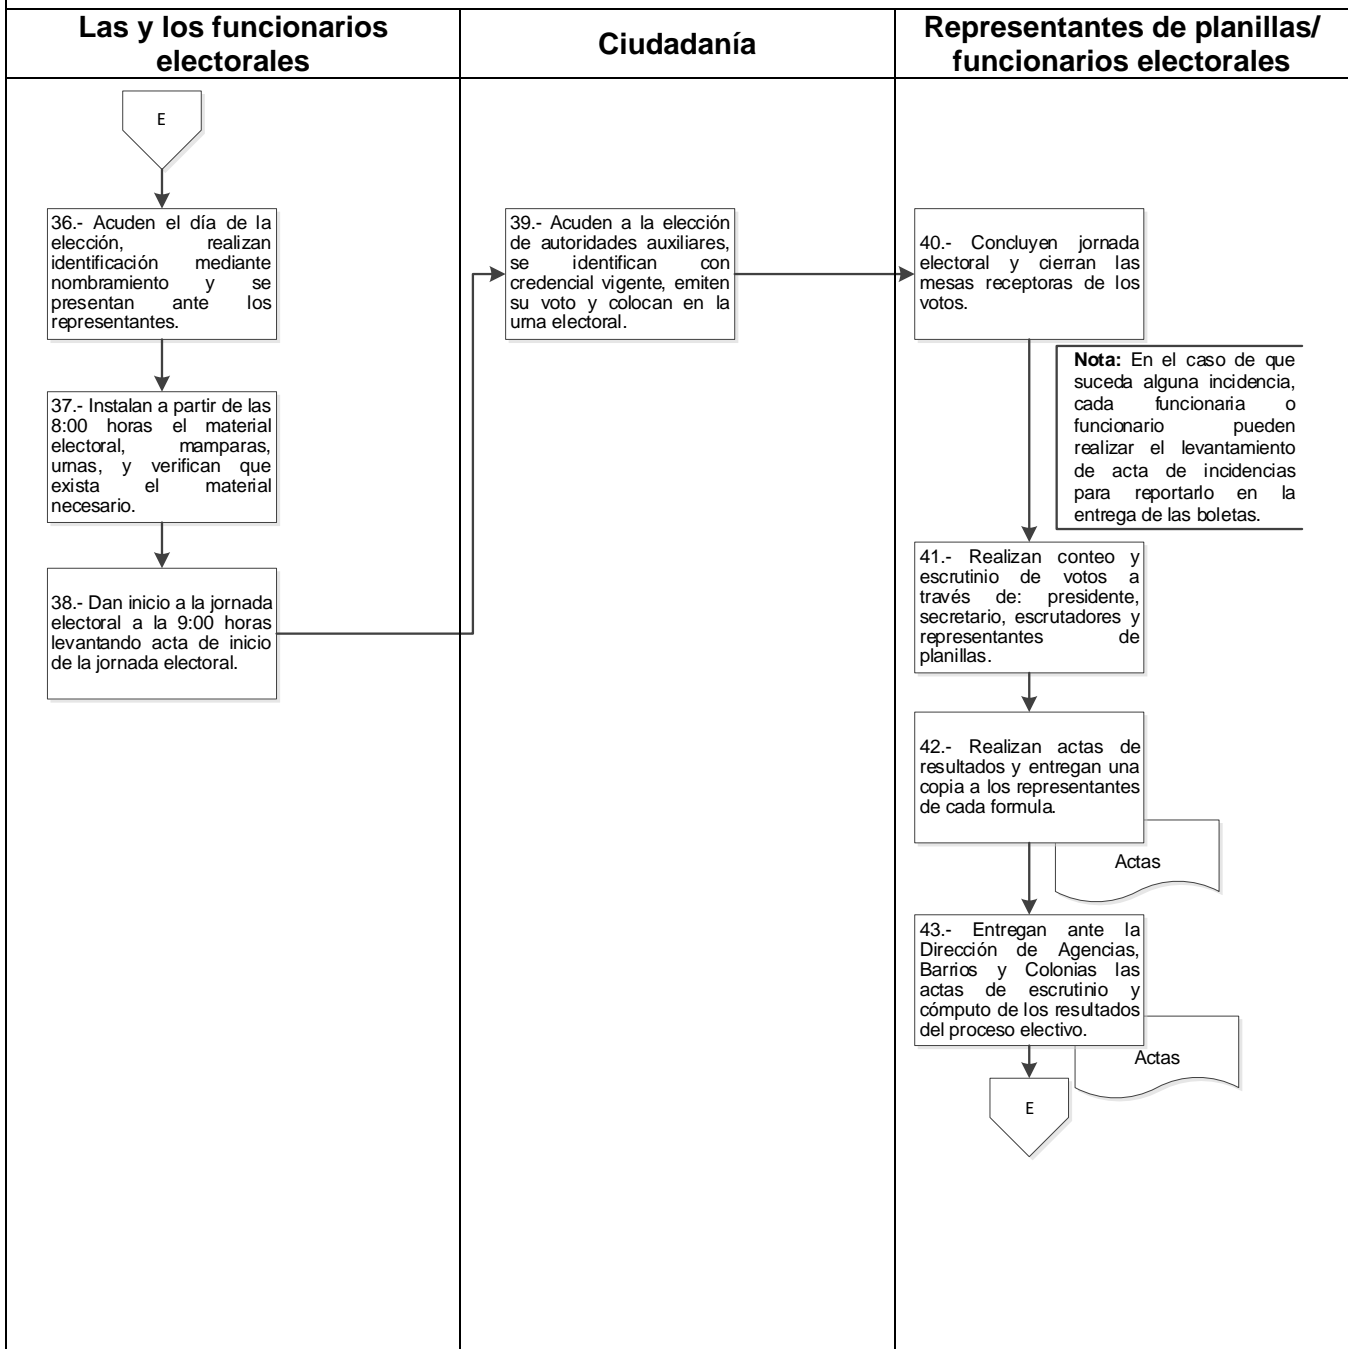 Las y los funcionarios
electorales
Ciudadanía
Representantes de planillas/
funcionarios electorales
E
36.- Acuden el día de la
elección, realizan
identificación mediante
nombramiento y se
presentan ante los
representantes.
37.- Instalan a partir de las
8:00 horas el material
electoral, mamparas,
urnas, y verifican que
exista el material
necesario.
38.- Dan inicio a la jornada
electoral a la 9:00 horas
levantando acta de inicio
de la jornada electoral.
39.- Acuden a la elección
de autoridades auxiliares,
se identifican con
credencial vigente, emiten
su voto y colocan en la
urna electoral.
40.- Concluyen jornada
electoral y cierran las
mesas receptoras de los
votos.
Nota: En el caso de que
suceda alguna incidencia,
cada funcionaria o
funcionario pueden
realizar el levantamiento
de acta de incidencias
para reportarlo en la
entrega de las boletas.
41.- Realizan conteo y
escrutinio de votos a
través de: presidente,
secretario, escrutadores y
representantes de
planillas.
42.- Realizan actas de
resultados y entregan una
copia a los representantes
de cada formula.
Actas
43.- Entregan ante la
Dirección de Agencias,
Barrios y Colonias las
actas de escrutinio y
cómputo de los resultados
del proceso electivo.
Actas
E